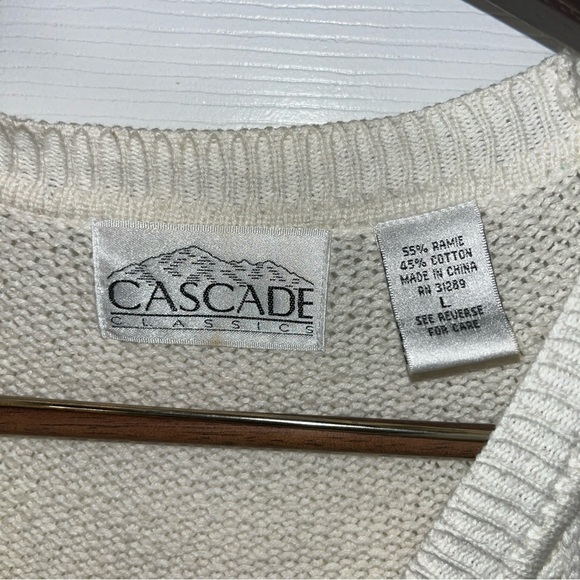 CASCADE
CLASSICS
55% RAMIE
45% COTTON
MADE IN CHINA
RN 31289
L
SEE REVERSE
FOR CARE